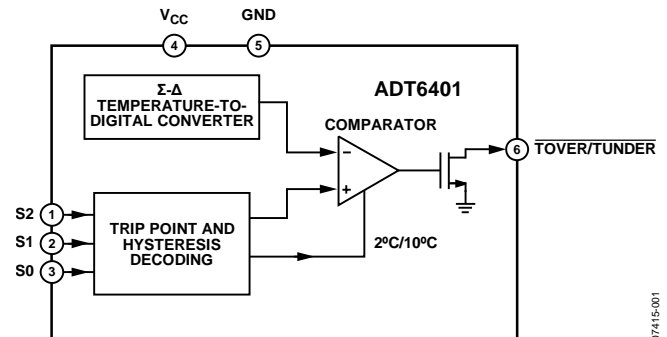 VCC
GND
4
5
Σ-Δ
TEMPERATURE-TO-
DIGITAL CONVERTER
ADT6401
COMPARATOR
−
+
6
TOVER/TUNDER
S2
1
S1
2
S0
3
TRIP POINT AND
HYSTERESIS
DECODING
2ºC/10ºC
07415-001